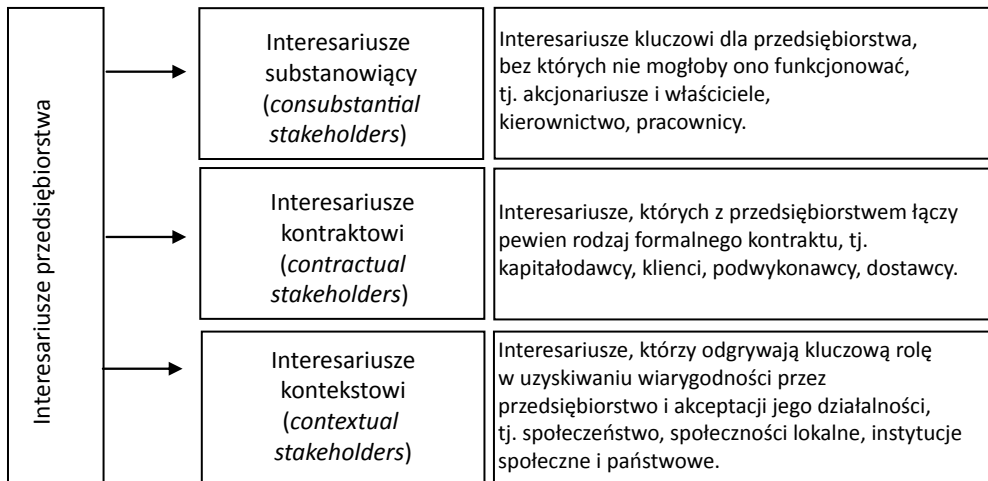 Interesariusze przedsiębiorstwa
Interesariusze
substanowiący
(consubstantial
stakeholders)
Interesariusze kluczowi dla przedsiębiorstwa,
bez których nie mogłoby ono funkcjonować,
tj. akcjonariusze i właściciele,
kierownictwo, pracownicy.
Interesariusze
kontraktowi
(contractual
stakeholders)
Interesariusze, których z przedsiębiorstwem łączy
pewien rodzaj formalnego kontraktu, tj.
kapitałodawcy, klienci, podwykonawcy, dostawcy.
Interesariusze
kontekstowi
(contextual
stakeholders)
Interesariusze, którzy odgrywają kluczową rolę
w uzyskiwaniu wiarygodności przez
przedsiębiorstwo i akceptacji jego działalności,
tj. społeczeństwo, społeczności lokalne, instytucje
społeczne i państwowe.